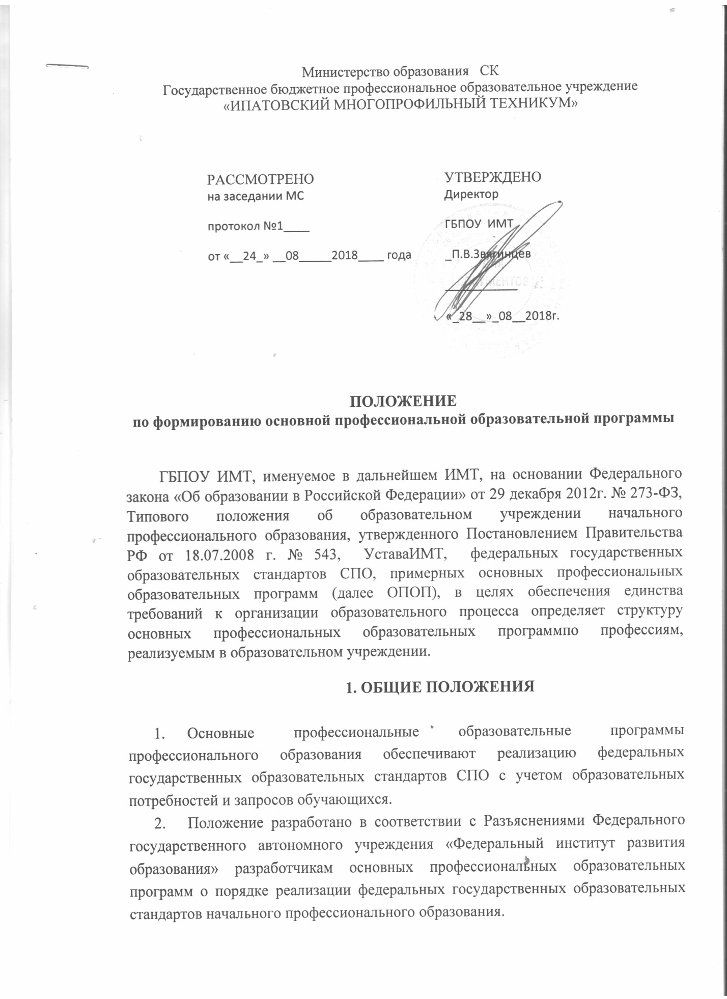 Министерство образования СК
Государственное бюджетное профессиональное образовательное учреждение
«ИПАТОВСКИЙ МНОГОПРОФИЛЬНЫЙ ТЕХНИКУМ»
РАССМОТРЕНО
на заседании МС
протокол №1____
от «__24_» __08_____2018____ года
УТВЕРЖДЕНО
Директор
ГБПОУ ИМТ
_П.В.Звягинцев
___________
«_28__»_08__2018г.
ДОКУМЕНТОВ
ПОЛОЖЕНИЕ
по формированию основной профессиональной образовательной программы
ГБПОУ ИМТ, именуемое в дальнейшем ИМТ, на основании Федерального
закона «Об образовании в Российской Федерации» от 29 декабря 2012г. № 273-ФЗ,
Типового положения об образовательном учреждении начального
профессионального образования, утвержденного Постановлением Правительства
РФ от 18.07.2008 г. № 543, УставаИМТ, федеральных государственных
образовательных стандартов СПО, примерных основных профессиональных
образовательных программ (далее ОПОП), в целях обеспечения единства
требований к организации образовательного процесса определяет структуру
основных профессиональных образовательных программпо профессиям,
реализуемым в образовательном учреждении.
1. ОБЩИЕ ПОЛОЖЕНИЯ
1. Основные профессиональные образовательные программы
профессионального образования обеспечивают реализацию федеральных
государственных образовательных стандартов СПО с учетом образовательных
потребностей и запросов обучающихся.
2. Положение разработано в соответствии с Разъяснениями Федерального
государственного автономного учреждения «Федеральный институт развития
образования» разработчикам основных профессиональных образовательных
программ о порядке реализации федеральных государственных образовательных
стандартов начального профессионального образования.